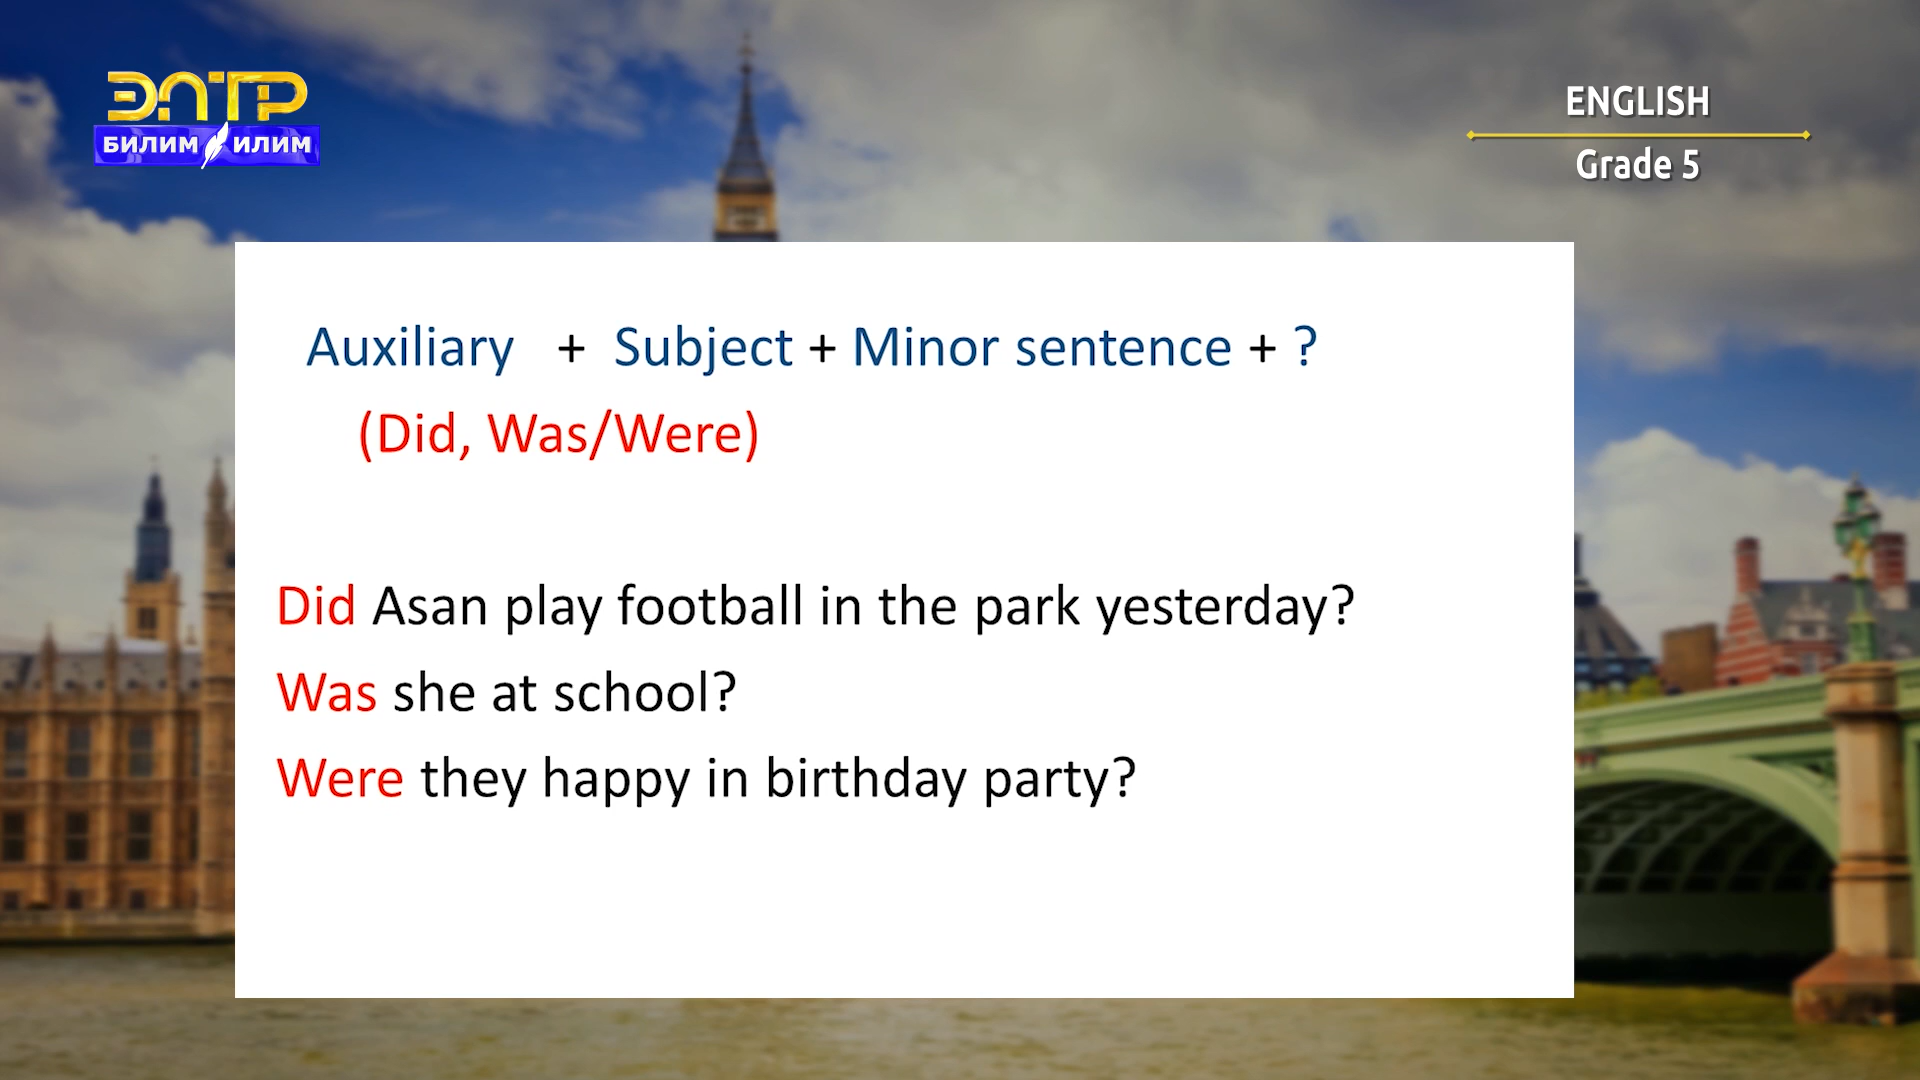 ЭЛТР
БИЛИМ ИЛИМ
ENGLISH
Grade 5
Auxiliary + Subject + Minor sentence + ?
(Did, Was/Were)
Did Asan play football in the park yesterday?
Was she at school?
Were they happy in birthday party?